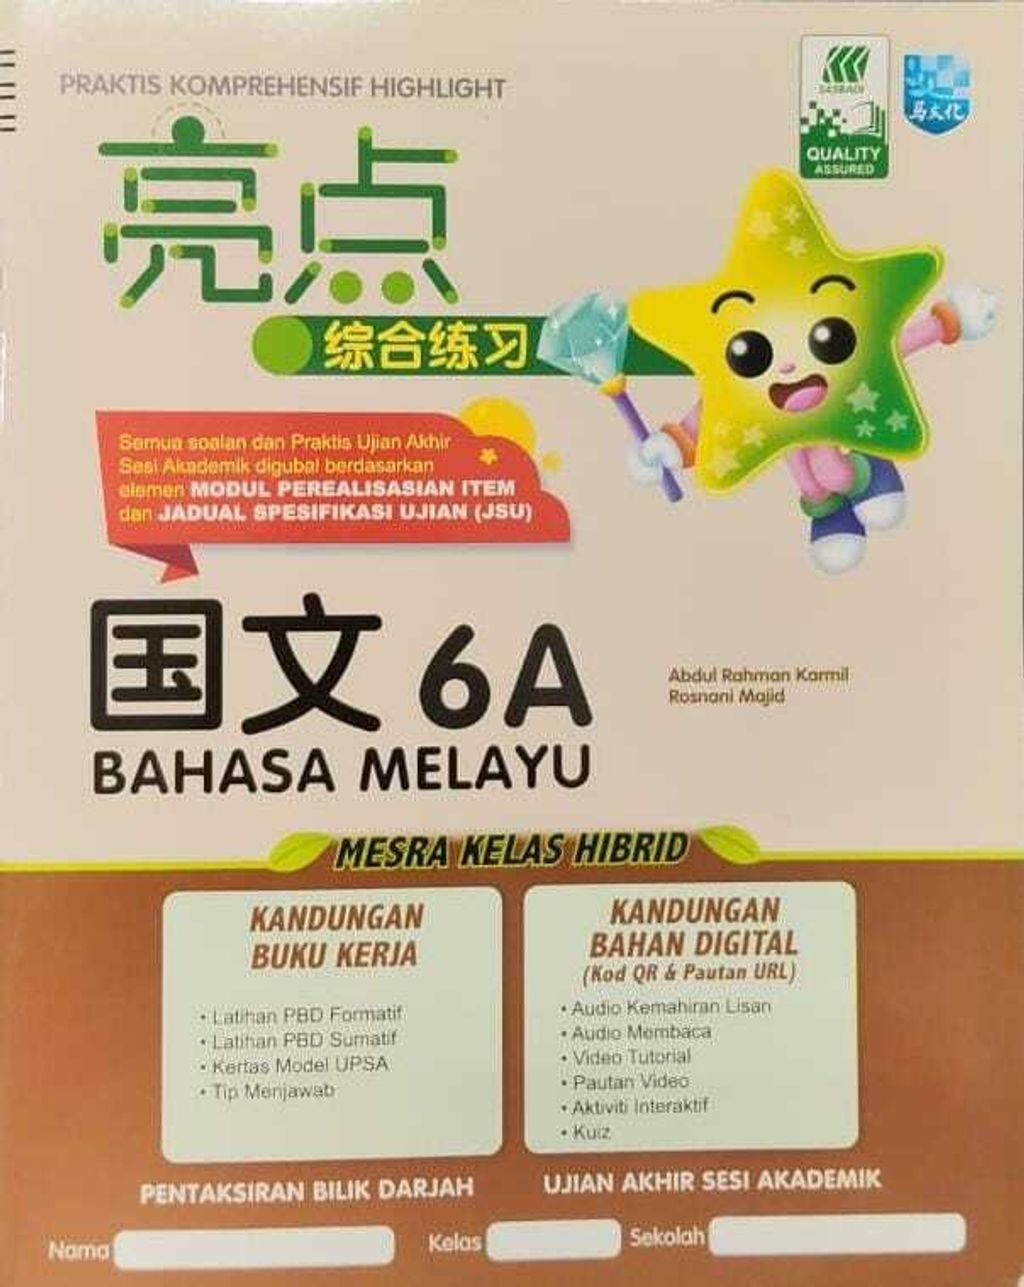 PRAKTIS KOMPREHENSIF HIGHLIGHT
SASBADI
QUALITY
ASSURED
马文化
亮点
综合练习
Semua soalan dan Praktis Ujian Akhir
Sesi Akademik digubal berdasarkan
elemen MODUL PEREALISASIAN ITEM
dan JADUAL SPESIFIKASI UJIAN (JSU)
国文 6A
BAHASA MELAYU
Abdul Rahman Karmil
Rosnani Majid
MESRA KELAS HIBRID
KANDUNGAN
BUKU KERJA
• Latihan PBD Formatif
• Latihan PBD Sumatif
• Kertas Model UPSA
• Tip Menjawab
KANDUNGAN
BAHAN DIGITAL
(Kod QR & Pautan URL)
• Audio Kemahiran Lisan
• Audio Membaca
• Video Tutorial
• Pautan Video
• Aktiviti Interaktif
• Kuiz
PENTAKSIRAN BILIK DARJAH
UJIAN AKHIR SESI AKADEMIK
Nama Kelas Sekolah